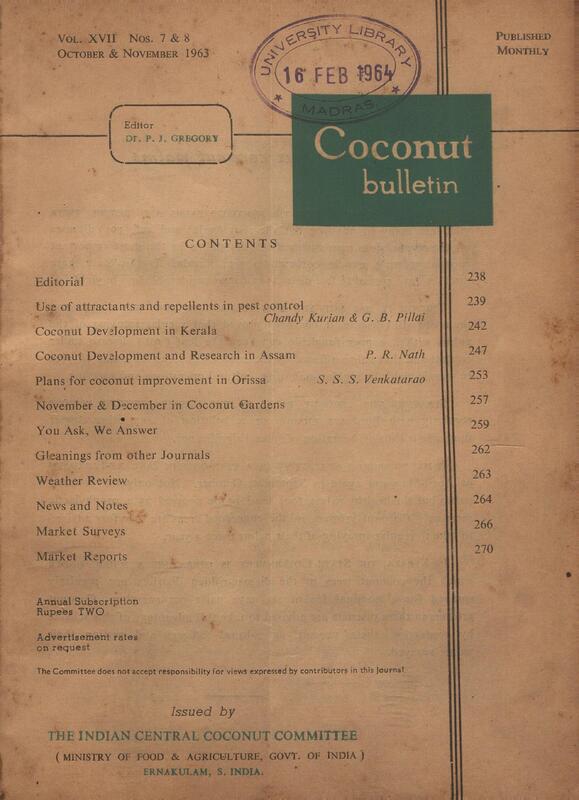 VOL. XVII NOS. 7 & 8
OCTOBER & NOVEMBER 1963
PUBLISHED
MONTHLY
UNIVERSITY LIBRARY
16 FEB 1964
MADRAS
Editor
Dr. P. J. GREGORY
Coconut
bulletin
CONTENTS
Editorial 238
Use of attractants and repellents in pest control 239
Chandy Kurian & G. B. Pillai
Coconut Development in Kerala 242
Coconut Development and Research in Assam P. R. Nath 247
Plans for coconut improvement in Orissa S. S. S. Venkatarao 253
November & December in Coconut Gardens 257
You Ask, We Answer 259
Gleanings from other Journals 262
Weather Review 263
News and Notes 264
Market Surveys 266
Market Reports 270
Annual Subscription
Rupees TWO
Advertisement rates
on request
The Committee does not accept responsibility for views expressed by contributors in this Journal
Issued by
THE INDIAN CENTRAL COCONUT COMMITTEE
( MINISTRY OF FOOD & AGRICULTURE, GOVT. OF INDIA )
ERNAKULAM, S. INDIA.